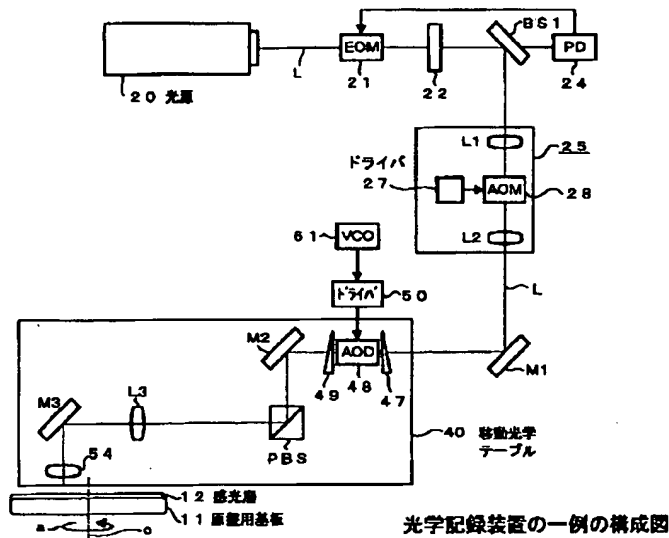 BS1
EOM
PD
L
21
22
24
20 光源
L1
25
ドライバ
27
AOM
28
L2
61
VCO
ドライバ
50
L
M2
AOD
M1
M3
L3
49
48
47
PBS
40 移動光学
テーブル
54
12 感光層
11 原盤用基板
a
c
光学記録装置の一例の構成図